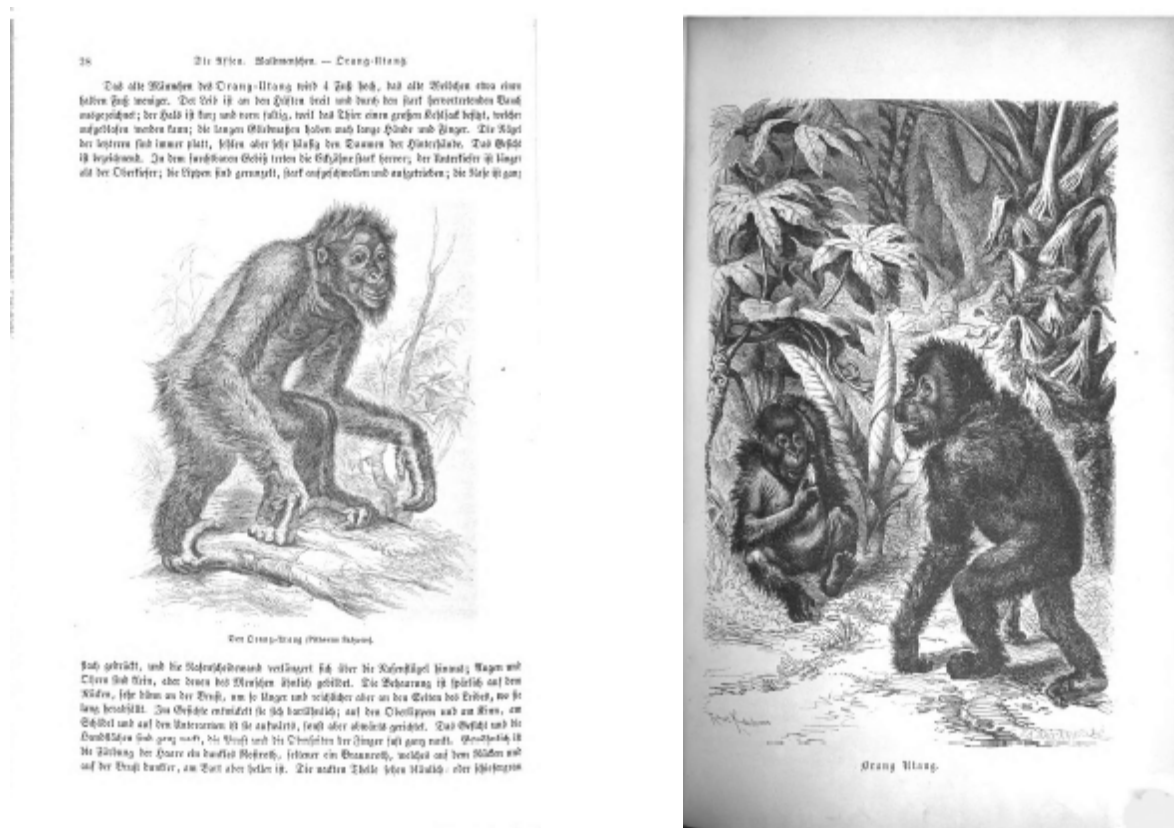 28
Die Affen. Waldmenschen. — Orang-Utang.
Das alte Männchen des Orang-Utang wird 4 Fuß hoch, das alte Weibchen etwa einen
halben Fuß weniger. Der Leib ist an den Hüften breit und durch den stark hervortretenden Bauch
ausgezeichnet; der Hals ist kurz und vorn faltig, weil das Thier einen großen Kehlsack besitzt, welcher
aufgeblasen werden kann; die langen Gliedmaßen haben auch lange Hände und Finger. Die Nägel
der letzteren sind immer platt, fehlen aber sehr häufig den Daumen der Hinterhände. Das Gesicht
ist bezeichnend. In dem furchtbaren Gebiß treten die Eckzähne stark hervor; der Unterkiefer ist länger
als der Oberkiefer; die Lippen sind gerunzelt, stark aufgeschwollen und aufgetrieben; die Nase ist ganz
Der Orang-Utang (Pithecus Satyrus).
flach gedrückt, und die Nasenscheidewand verlängert sich über die Nasenflügel hinaus; Augen und
Ohren sind klein, aber denen des Menschen ähnlich gebildet. Die Behaarung ist spärlich auf dem
Rücken, sehr dünn an der Brust, um so länger und reichlicher aber an den Seiten des Leibes, wo sie
lang herabfällt. Im Gesichte entwickelt sie sich bartähnlich; auf den Oberlippen und am Kinn, am
Schädel und auf den Unterarmen ist sie aufwärts, sonst aber abwärts gerichtet. Das Gesicht und die
Handflächen sind ganz nackt, die Brust und die Oberseiten der Finger fast ganz nackt. Gewöhnlich ist
die Färbung der Haare ein dunkles Rostroth, seltener ein Braunroth, welches auf dem Rücken und
auf der Brust dunkler, am Bart aber heller ist. Die nackten Theile sehen bläulich- oder schiefergrau
Orang Utang.